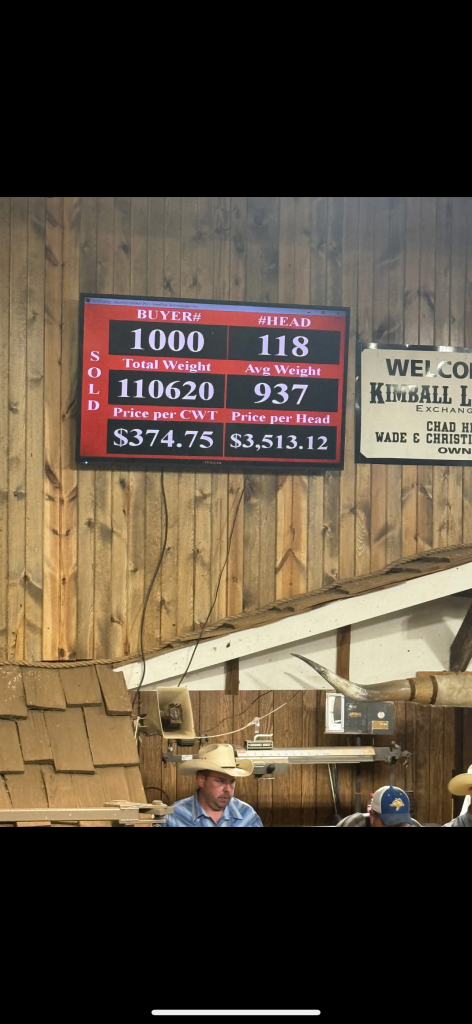 BUYER#
#HEAD
1000
118
Total Weight
Avg Weight
110620
937
Price per CWT
Price per Head
$374.75
$3,513.12
SOLD
WELCO
KIMBALL L
EXCHANG
CHAD H
WADE & CHRISTI
OWN